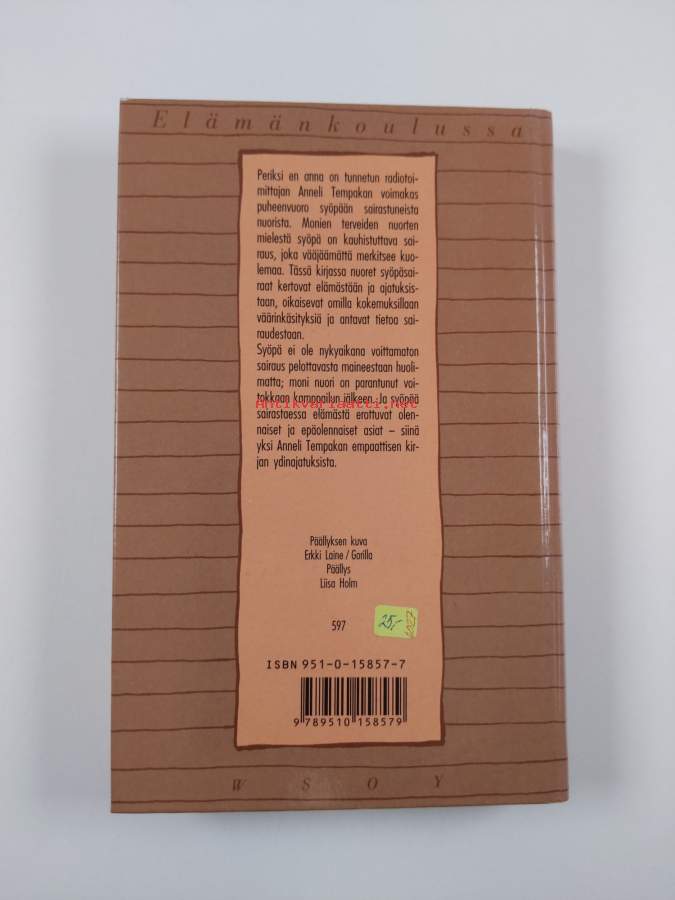 Elämänkoulussa
Periksi en anna on tunnetun radiotoi-
mittajan Anneli Tempakan voimakas
puheenvuoro syöpään sairastuneista
nuorista. Monien terveiden nuorten
mielestä syöpä on kauhistuttava sai-
raus, joka vääjäämättä merkitsee kuo-
lemaa. Tässä kirjassa nuoret syöpäsai-
raat kertovat elämästään ja ajatuksis-
taan, oikaisevat omilla kokemuksillaan
väärinkäsityksiä ja antavat tietoa sai-
raudestaan.
Syöpä ei ole nykyaikana voittamaton
sairaus pelottavasta maineestaan huoli-
matta; moni nuori on parantunut voi-
tokkaan kamppailun jälkeen. Ja syöpää
Antikvariaatti.net
sairastaessa elämästä erottuvat olen-
naiset ja epäolennaiset asiat – siinä
yksi Anneli Tempakan empaattisen kir-
jan ydinajatuksista.
Päällyksen kuva
Erkki Laine / Gorilla
Päällys
Liisa Holm
597
25,-
ISBN 951-0-15857-7
9 789510 158579
WSOY